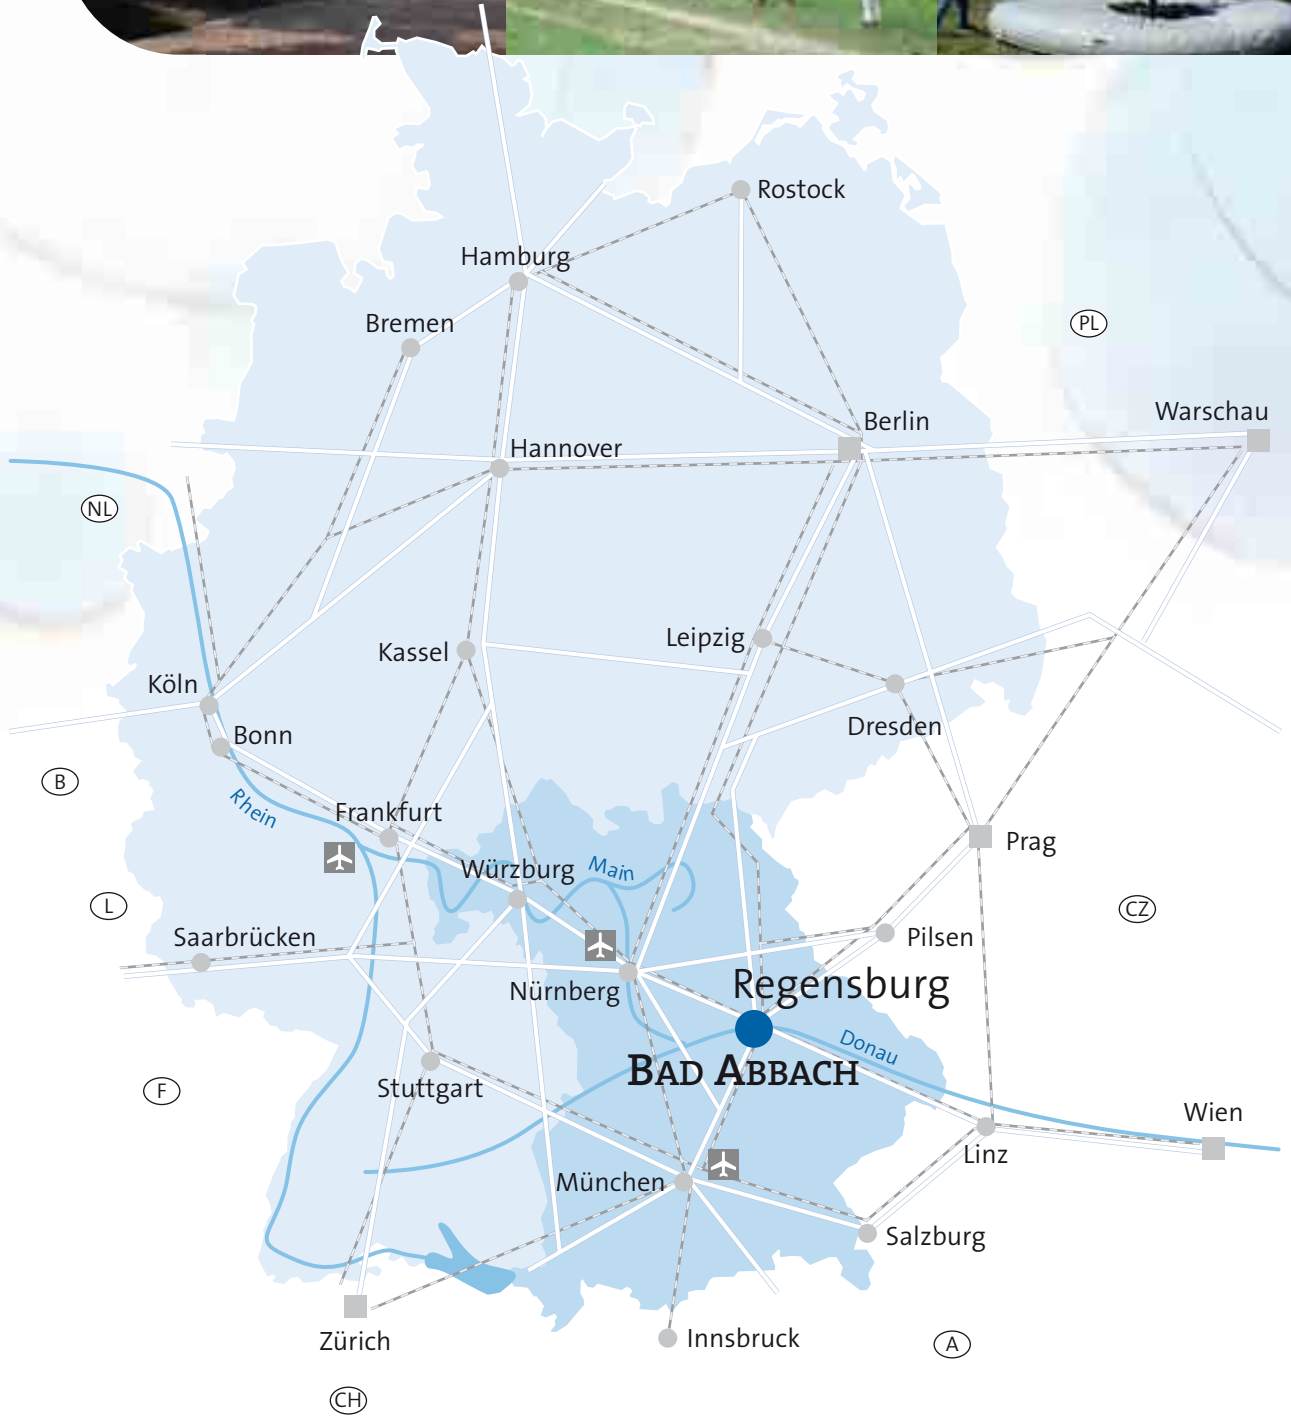 Rostock
Hamburg
Bremen
PL
Warschau
Berlin
Hannover
NL
Leipzig
Kassel
Köln
Dresden
Bonn
B
Rhein
Frankfurt
Prag
Würzburg
Main
L
CZ
Saarbrücken
Pilsen
Regensburg
Nürnberg
Donau
BAD ABBACH
F
Stuttgart
Wien
Linz
München
Salzburg
Zürich
Innsbruck
A
CH